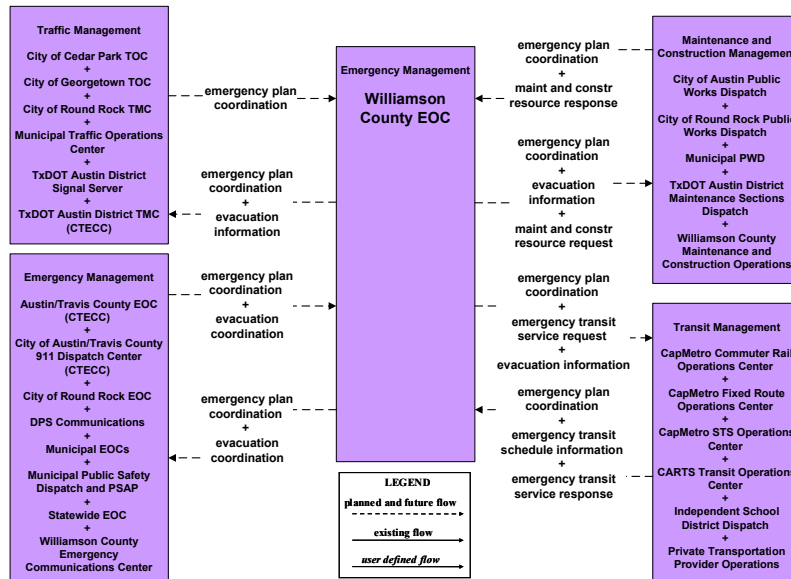 Traffic Management
City of Cedar Park TOC
+
City of Georgetown TOC
+
City of Round Rock TMC
+
Municipal Traffic Operations
Center
+
TxDOT Austin District
Signal Server
+
TxDOT Austin District TMC
(CTECC)
Emergency Management
Austin/Travis County EOC
(CTECC)
+
City of Austin/Travis County
911 Dispatch Center
(CTECC)
+
City of Round Rock EOC
+
DPS Communications
+
Municipal EOCs
+
Municipal Public Safety
Dispatch and PSAP
+
Statewide EOC
+
Williamson County
Emergency
Communications Center
emergency plan
coordination
emergency plan
coordination
+
evacuation
information
emergency plan
coordination
+
evacuation
coordination
emergency plan
coordination
+
evacuation
coordination
Emergency Management
Williamson
County EOC
LEGEND
planned and future flow
existing flow
user defined flow
emergency plan
coordination
+
maint and constr
resource response
emergency plan
coordination
+
evacuation
information
+
maint and constr
resource request
emergency plan
coordination
+
emergency transit
service request
+
evacuation information
emergency plan
coordination
+
emergency transit
schedule information
+
emergency transit
service response
Maintenance and
Construction Management
City of Austin Public
Works Dispatch
+
City of Round Rock Public
Works Dispatch
+
Municipal PWD
+
TxDOT Austin District
Maintenance Sections
Dispatch
+
Williamson County
Maintenance and
Construction Operations
Transit Management
CapMetro Commuter Rail
Operations Center
+
CapMetro Fixed Route
Operations Center
+
CapMetro STS Operations
Center
+
CARTS Transit Operations
Center
+
Independent School
District Dispatch
+
Private Transportation
Provider Operations